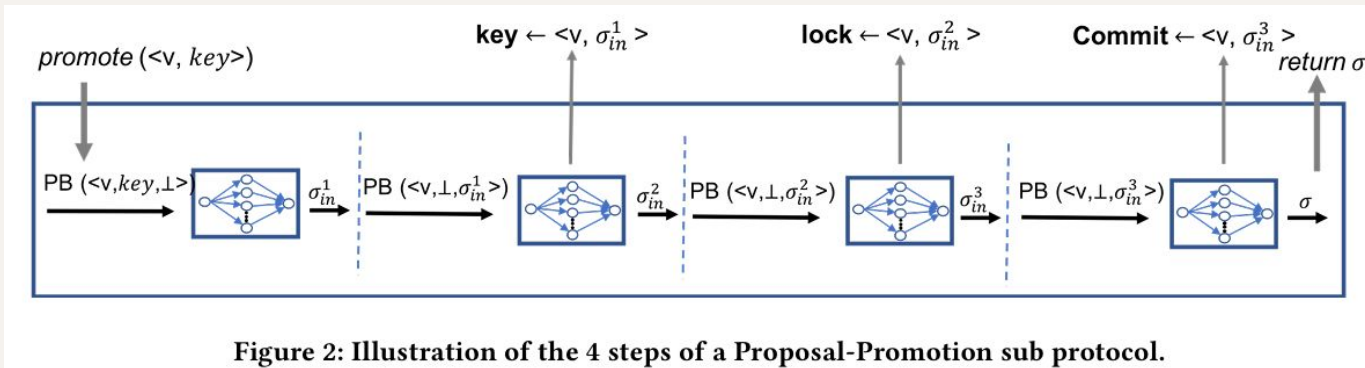 promote (<v, key>)
key ← <v, σ¹ᵢₙ >
lock ← <v, σ²ᵢₙ >
Commit ← <v, σ³ᵢₙ >
return σ
PB (<v,key,⊥>)
σ¹ᵢₙ
PB (<v,⊥,σ¹ᵢₙ>)
σ²ᵢₙ
PB (<v,⊥,σ²ᵢₙ>)
σ³ᵢₙ
PB (<v,⊥,σ³ᵢₙ>)
σ
Figure 2: Illustration of the 4 steps of a Proposal-Promotion sub protocol.